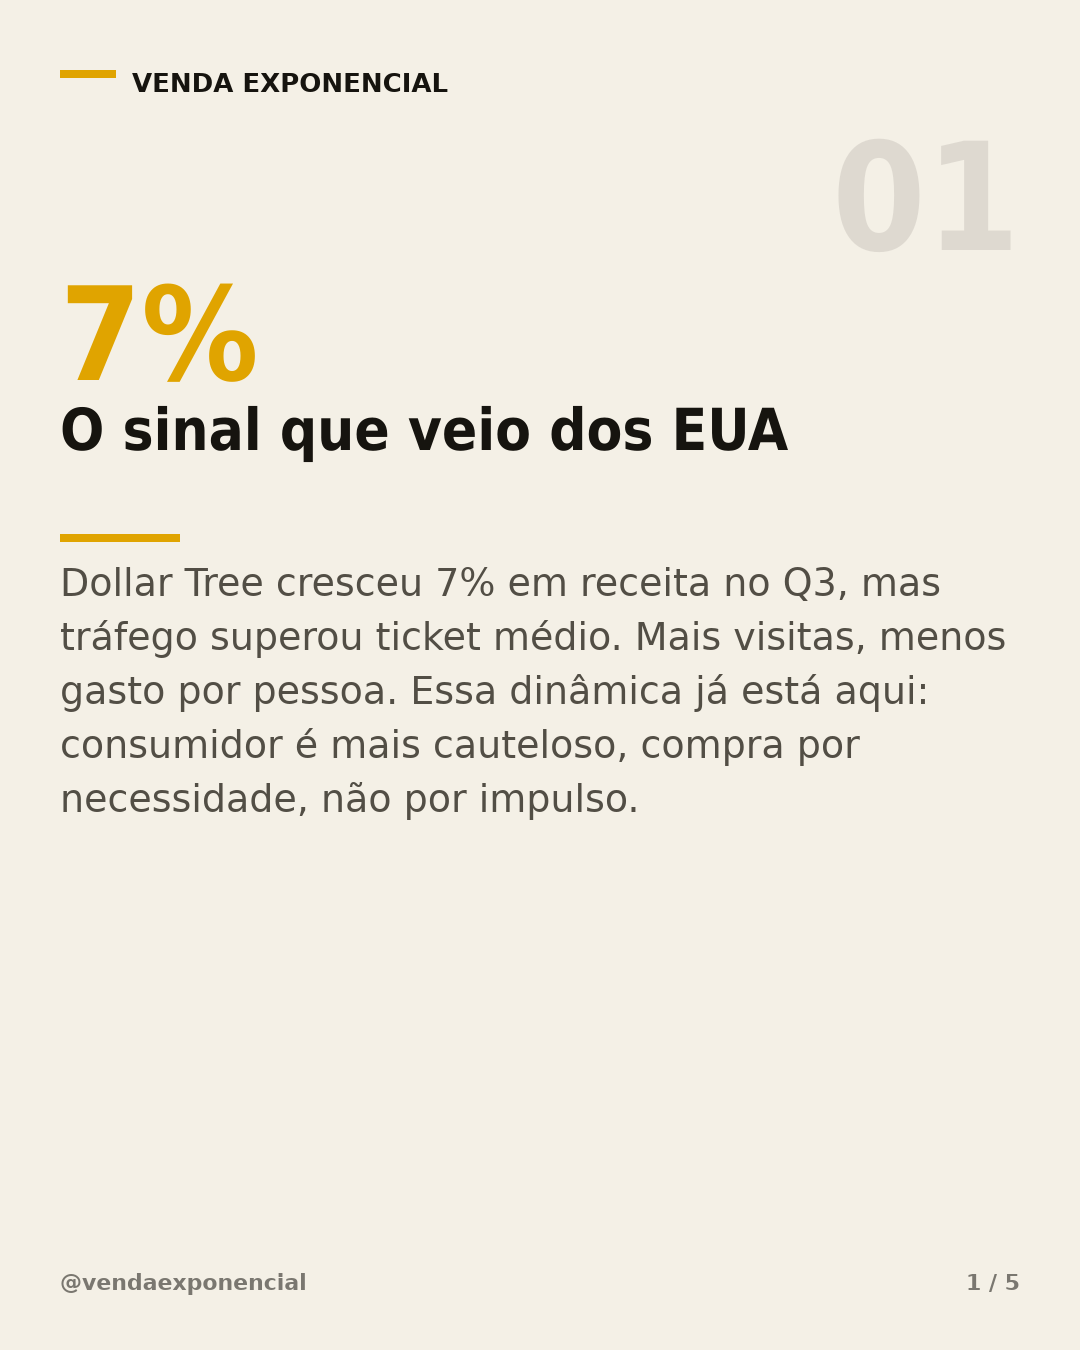 VENDA EXPONENCIAL
01
7%
O sinal que veio dos EUA
Dollar Tree cresceu 7% em receita no Q3, mas
tráfego superou ticket médio. Mais visitas, menos
gasto por pessoa. Essa dinâmica já está aqui:
consumidor é mais cauteloso, compra por
necessidade, não por impulso.
@vendaexponencial
1 / 5